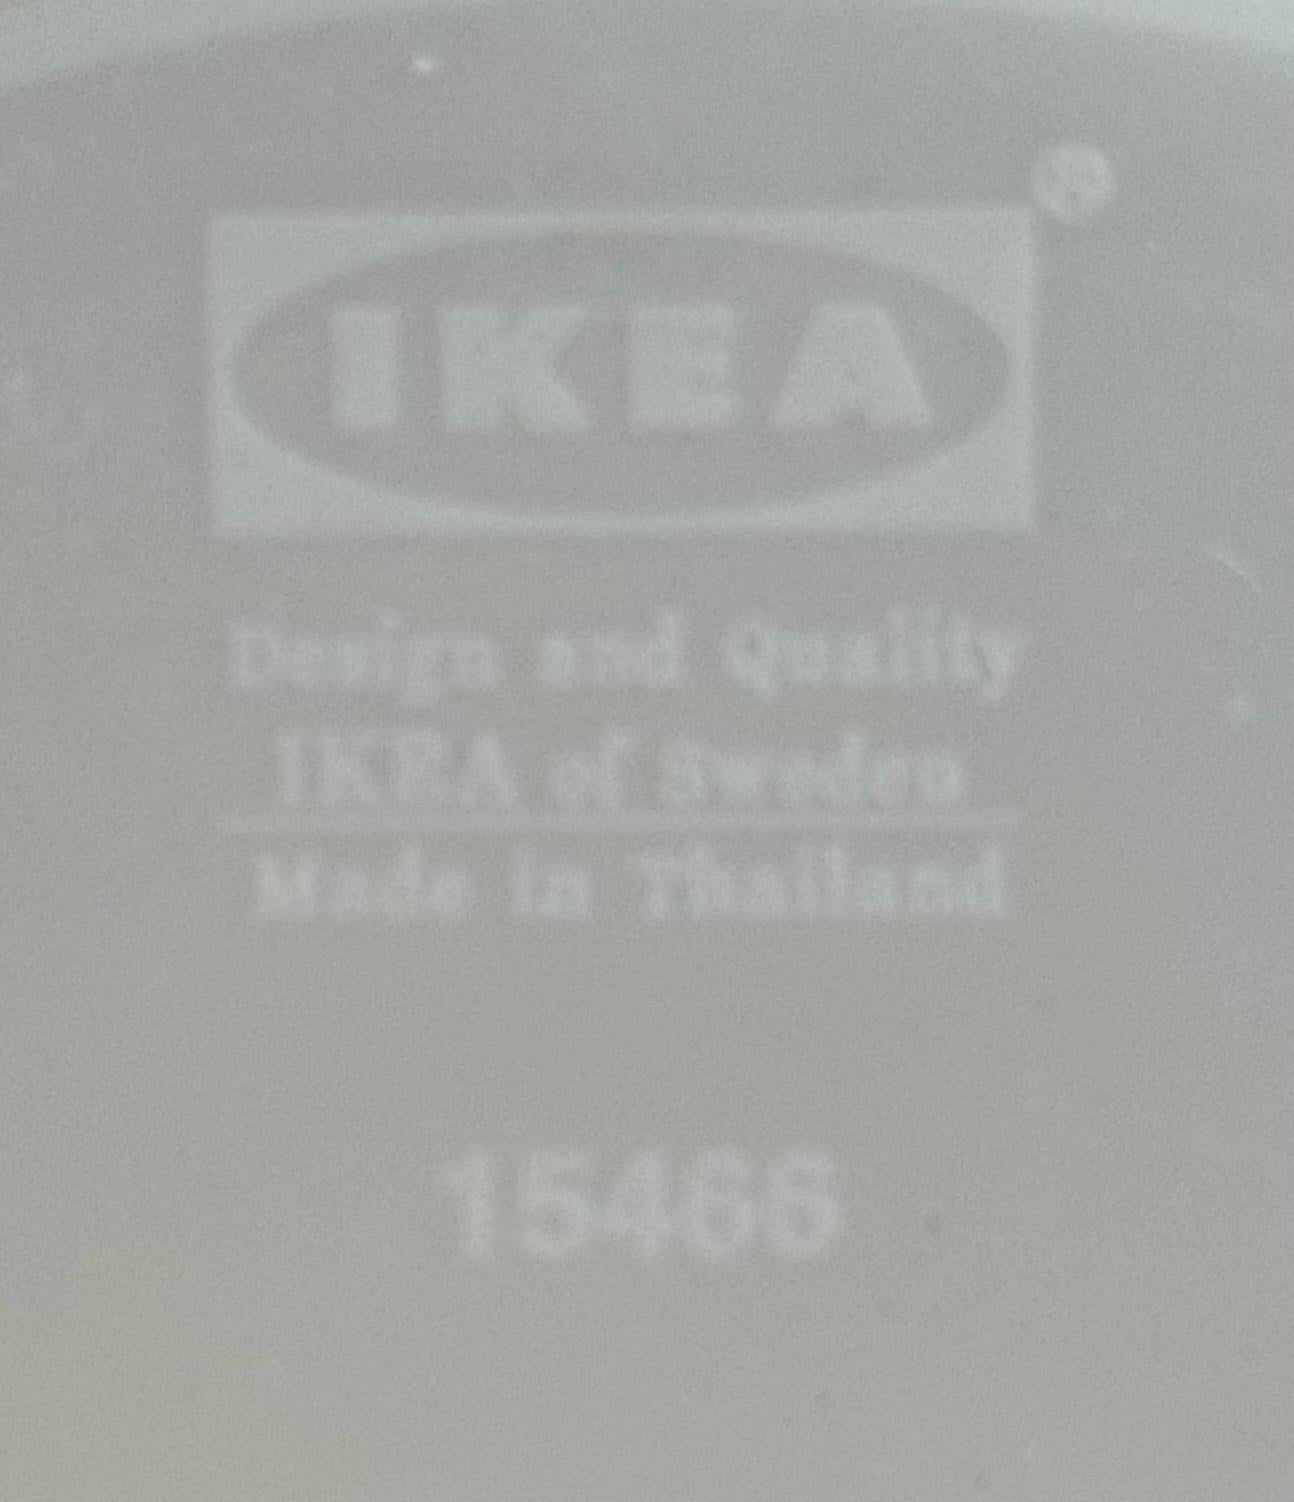 IKEA®
Design and Quality
IKEA of Sweden
Made in Thailand
15466